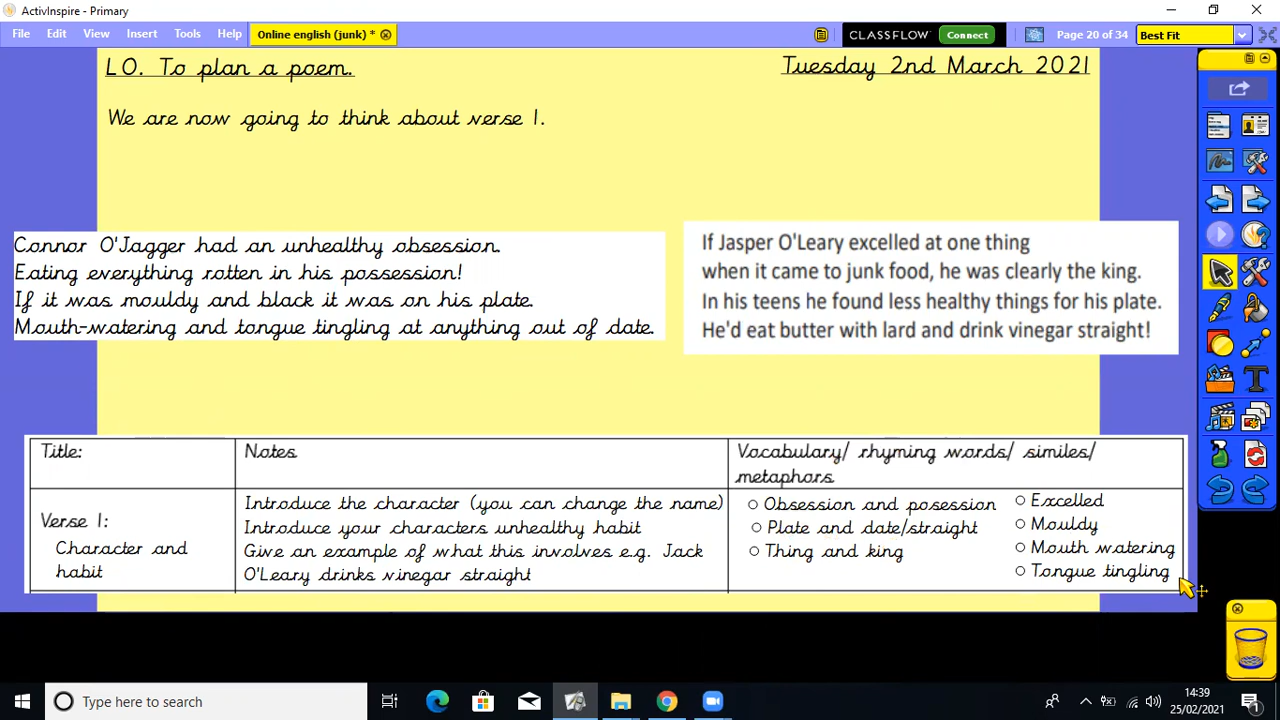 ActivInspire - Primary
File Edit View Insert Tools Help Online english (junk) * CLASSFLOW Connect Page 20 of 34 Best Fit
L O. To plan a poem. Tuesday 2nd March 2021
We are now going to think about verse 1.
Connor O'Jagger had an unhealthy obsession.
Eating everything rotten in his possession!
If it was mouldy and black it was on his plate.
Mouth-watering and tongue tingling at anything out of date.
If Jasper O'Leary excelled at one thing
when it came to junk food, he was clearly the king.
In his teens he found less healthy things for his plate.
He'd eat butter with lard and drink vinegar straight!
Title:
Notes
Vocabulary/ rhyming words/ similes/
metaphors
Verse 1:
Character and
habit
Introduce the character (you can change the name)
Introduce your characters unhealthy habit
Give an example of what this involves e.g. Jack
O'Leary drinks vinegar straight
Obsession and posession
Plate and date/straight
Thing and king
Excelled
Mouldy
Mouth watering
Tongue tingling
Type here to search
14:39
25/02/2021
1